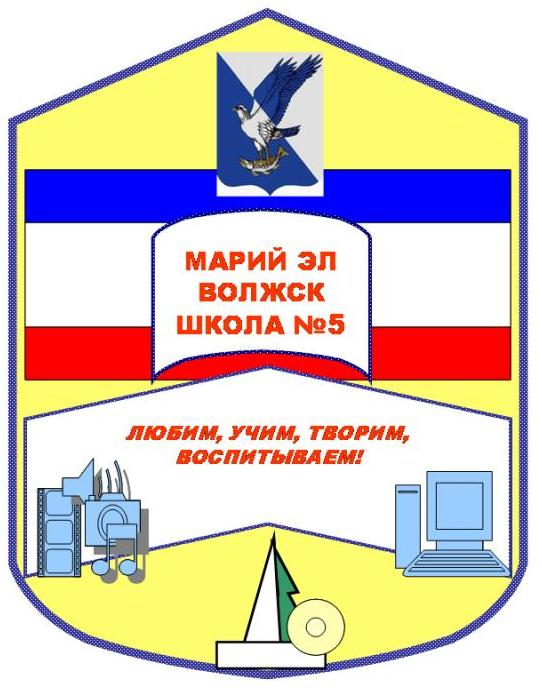 МАРИЙ ЭЛ
ВОЛЖСК
ШКОЛА №5
ЛЮБИМ, УЧИМ, ТВОРИМ,
ВОСПИТЫВАЕМ!